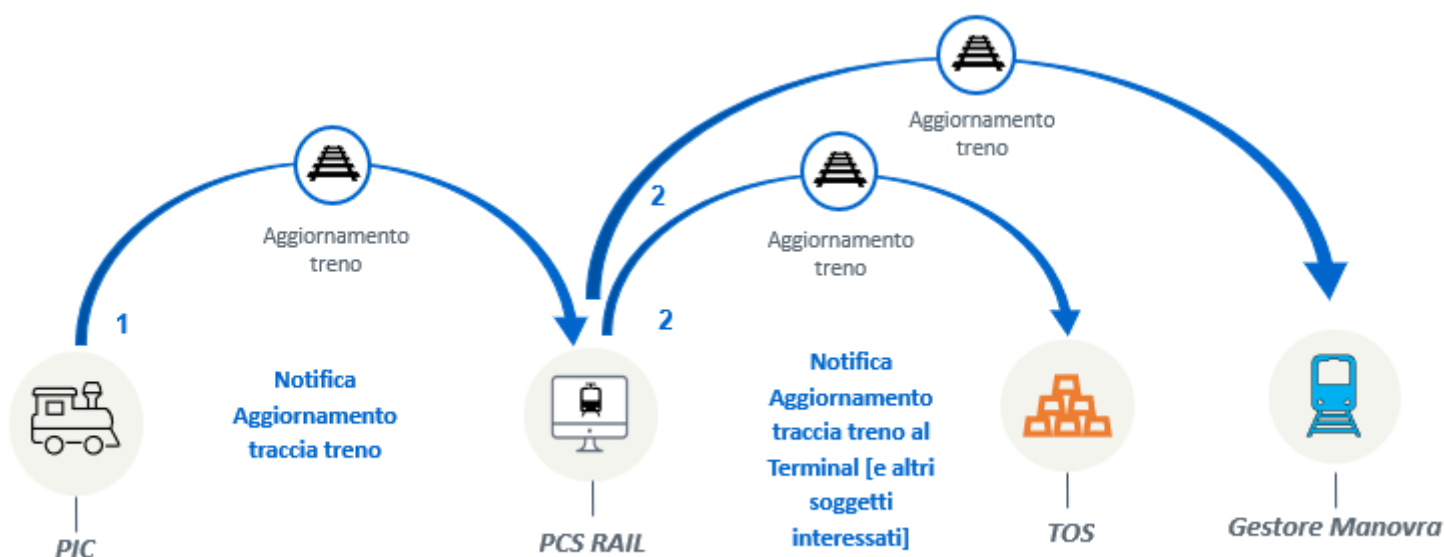 Aggiornamento
treno
2
Aggiornamento
treno
Aggiornamento
treno
1
2
Notifica
Aggiornamento
traccia treno
Notifica
Aggiornamento
traccia treno al
Terminal [e altri
soggetti
interessati]
PIC
PCS RAIL
TOS
Gestore Manovra